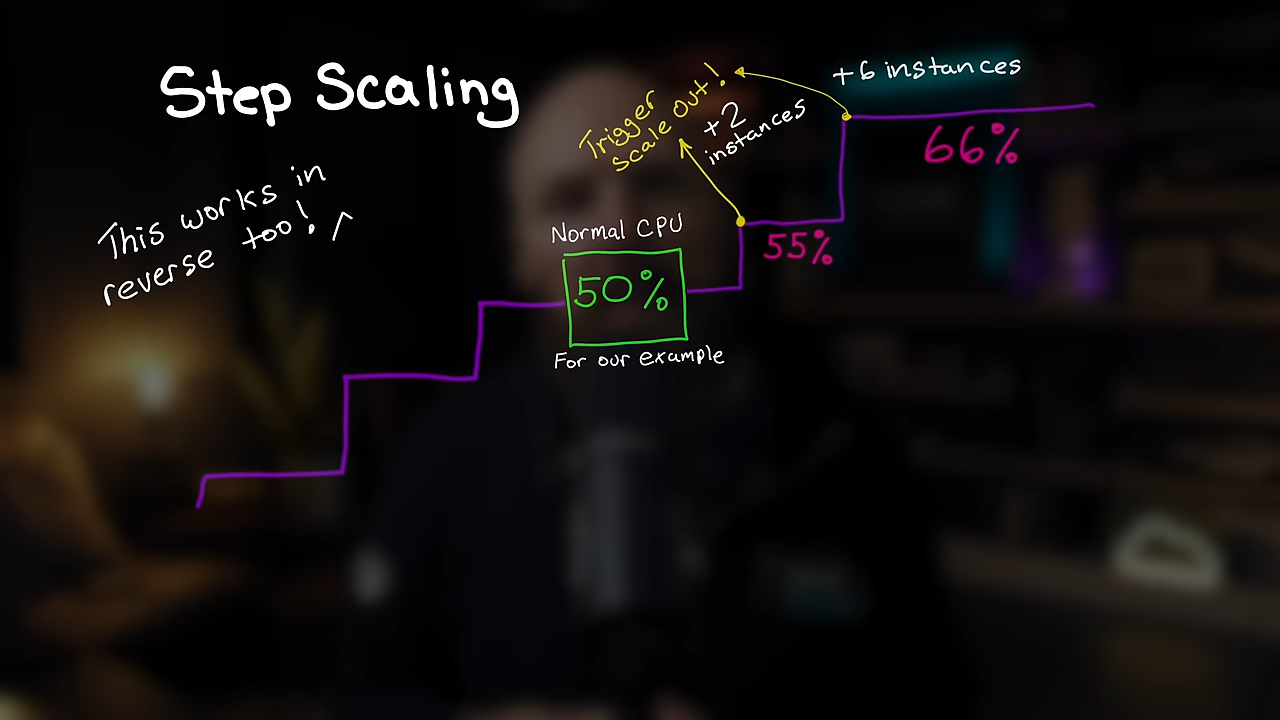 Step Scaling
This works in
reverse too!
Trigger
Scale Out!
+2
instances
+6 instances
66%
55%
Normal CPU
50%
For our example